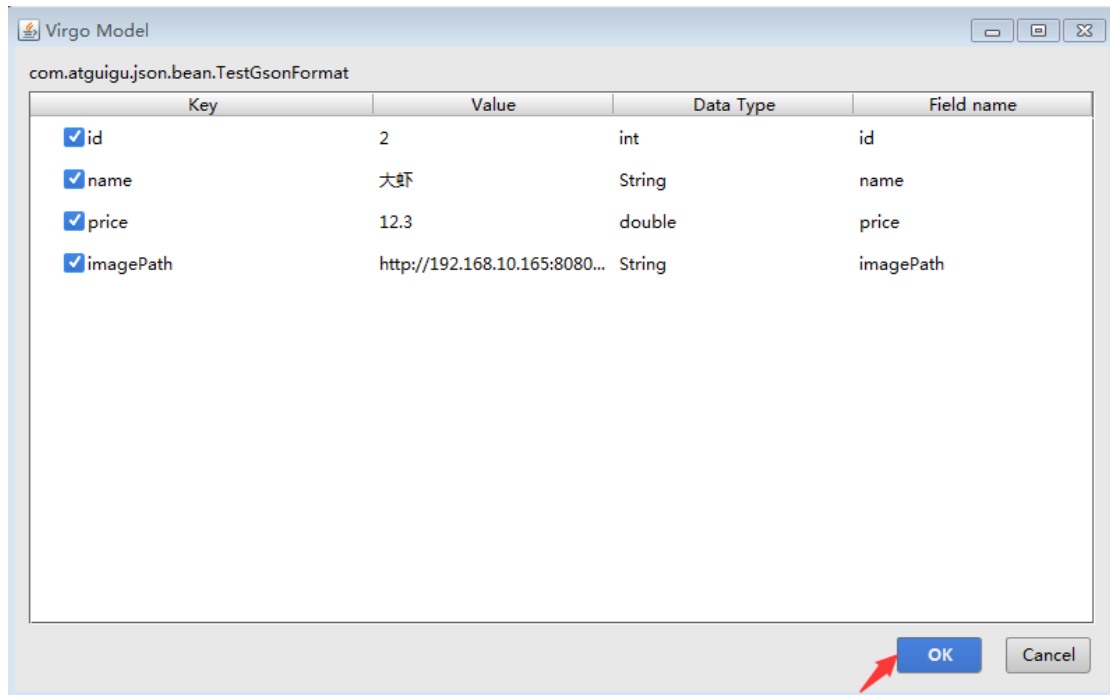 Virgo Model
com.atguigu.json.bean.TestGsonFormat
Key Value Data Type Field name
id 2 int id
name 大虾 String name
price 12.3 double price
imagePath http://192.168.10.165:8080... String imagePath
OK Cancel